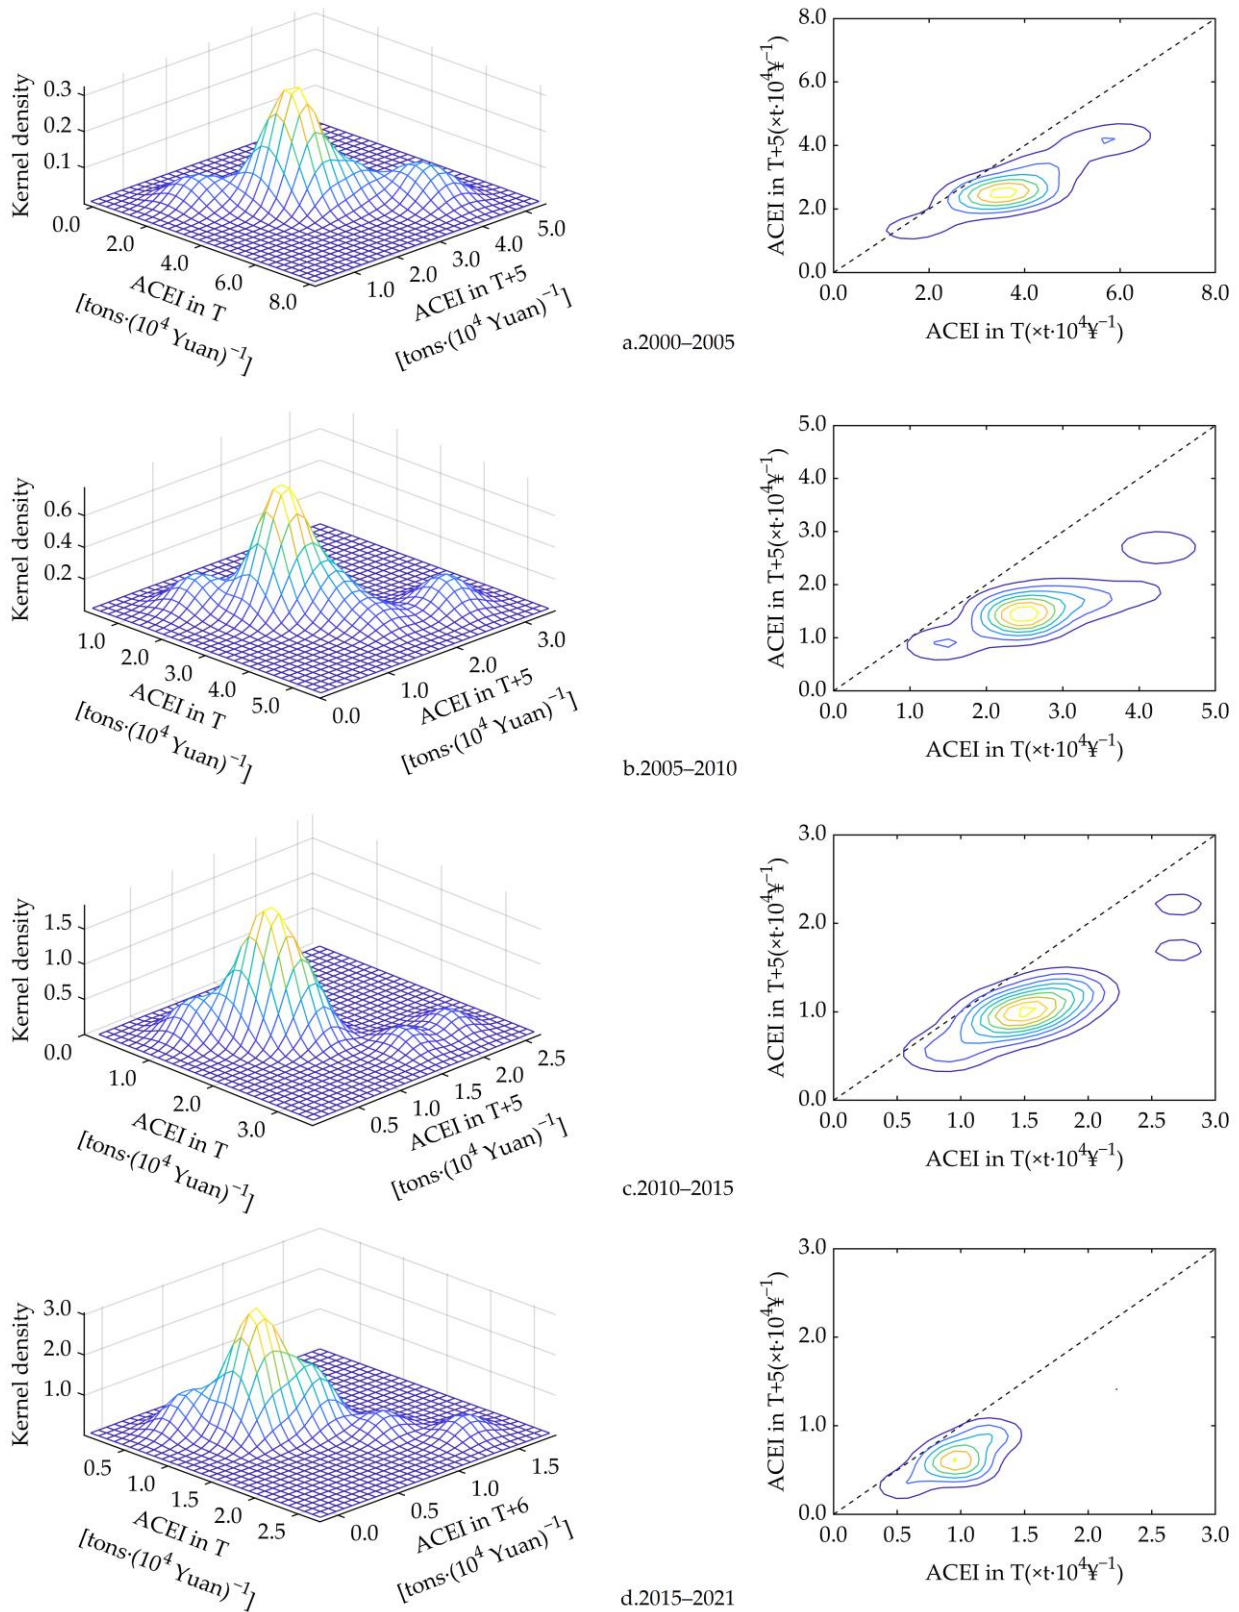 Kernel density
0.3
0.2
0.1
0.0
2.0
4.0
6.0
8.0
ACEI in T
[tons·(10⁴ Yuan)⁻¹]
1.0
2.0
3.0
4.0
5.0
ACEI in T+5
[tons·(10⁴ Yuan)⁻¹]
ACEI in T+5(×t·10⁴¥⁻¹)
8.0
6.0
4.0
2.0
0.0
0.0
2.0
4.0
6.0
8.0
ACEI in T(×t·10⁴¥⁻¹)
a.2000–2005
Kernel density
0.6
0.4
0.2
1.0
2.0
3.0
4.0
5.0
ACEI in T
[tons·(10⁴ Yuan)⁻¹]
0.0
1.0
2.0
3.0
ACEI in T+5
[tons·(10⁴ Yuan)⁻¹]
ACEI in T+5(×t·10⁴¥⁻¹)
5.0
4.0
3.0
2.0
1.0
0.0
0.0
1.0
2.0
3.0
4.0
5.0
ACEI in T(×t·10⁴¥⁻¹)
b.2005–2010
Kernel density
1.5
1.0
0.5
0.0
1.0
2.0
3.0
ACEI in T
[tons·(10⁴ Yuan)⁻¹]
0.5
1.0
1.5
2.0
2.5
ACEI in T+5
[tons·(10⁴ Yuan)⁻¹]
ACEI in T+5(×t·10⁴¥⁻¹)
3.0
2.0
1.0
0.0
0.0
0.5
1.0
1.5
2.0
2.5
3.0
ACEI in T(×t·10⁴¥⁻¹)
c.2010–2015
Kernel density
3.0
2.0
1.0
0.5
1.0
1.5
2.0
2.5
ACEI in T
[tons·(10⁴ Yuan)⁻¹]
0.0
0.5
1.0
1.5
ACEI in T+6
[tons·(10⁴ Yuan)⁻¹]
ACEI in T+5(×t·10⁴¥⁻¹)
3.0
2.0
1.0
0.0
0.0
0.5
1.0
1.5
2.0
2.5
3.0
ACEI in T(×t·10⁴¥⁻¹)
d.2015–2021